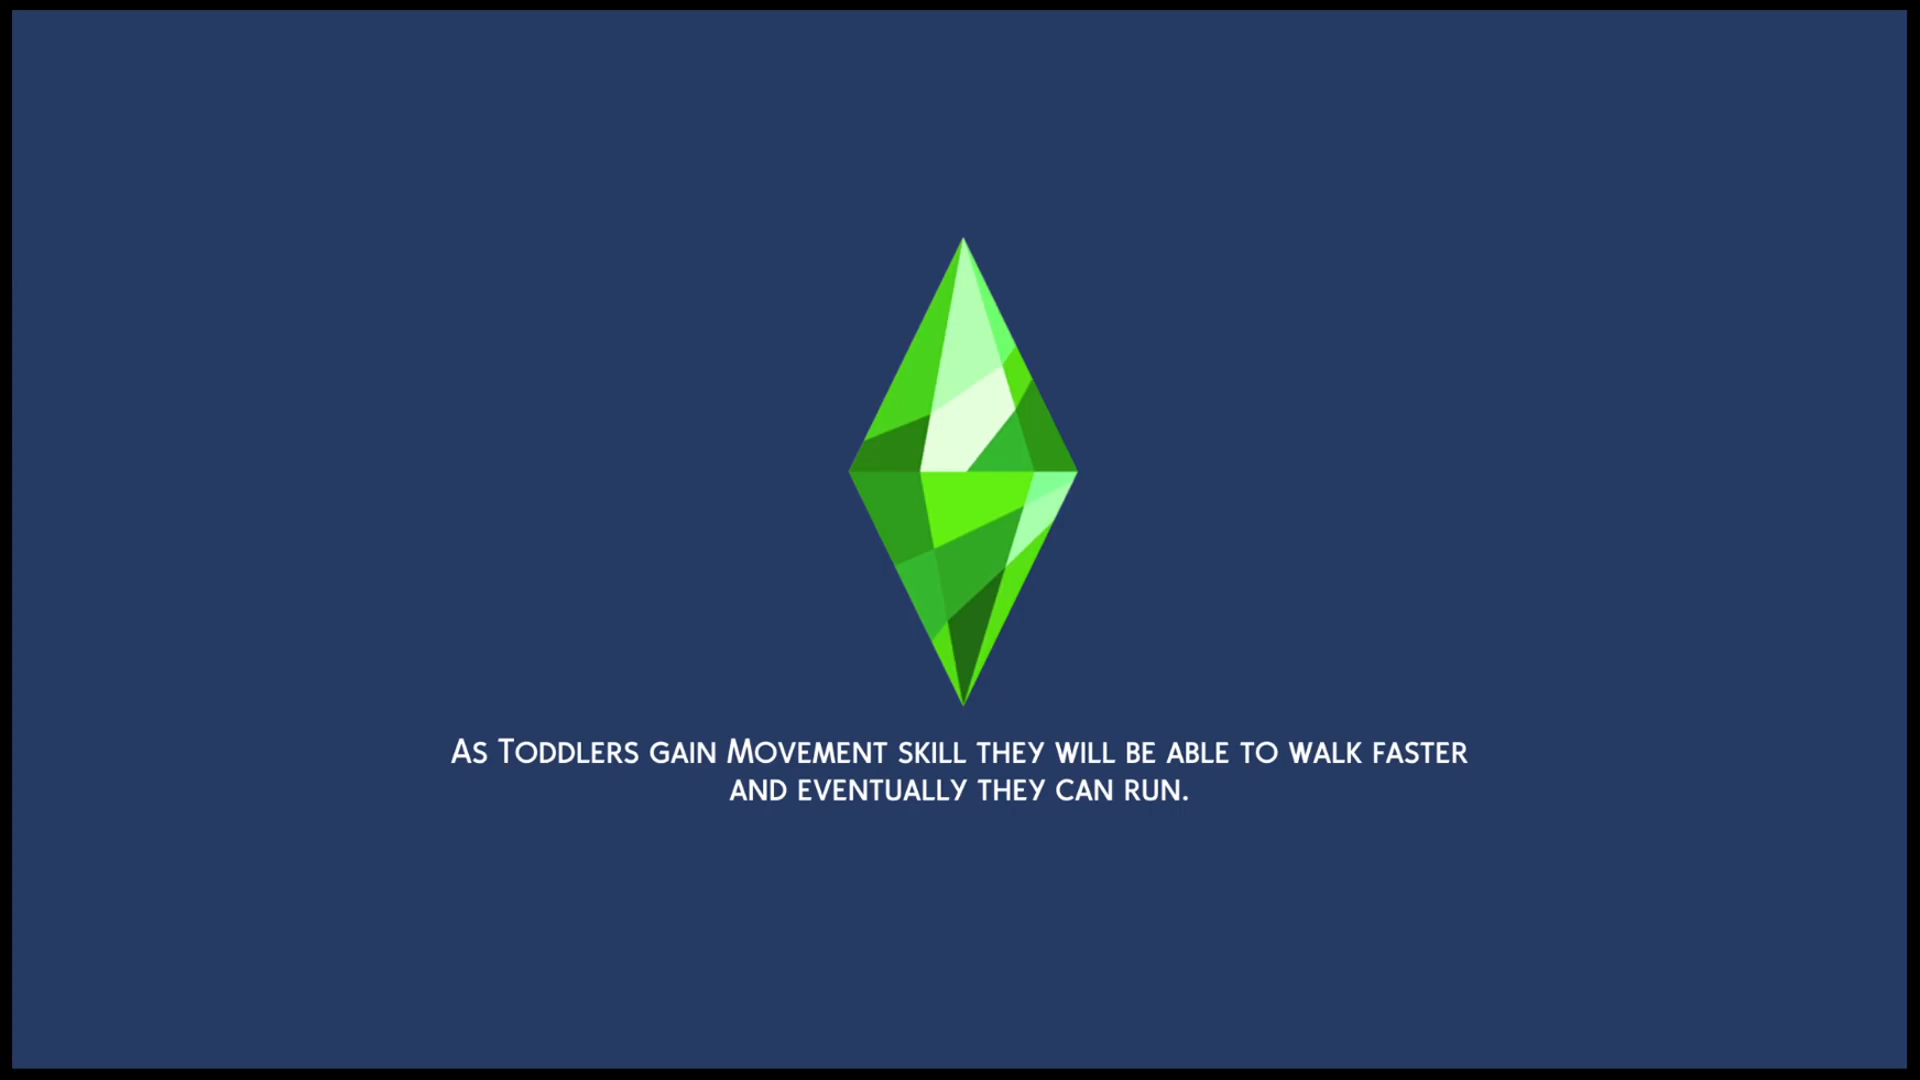 As Toddlers gain Movement skill they will be able to walk faster
and eventually they can run.